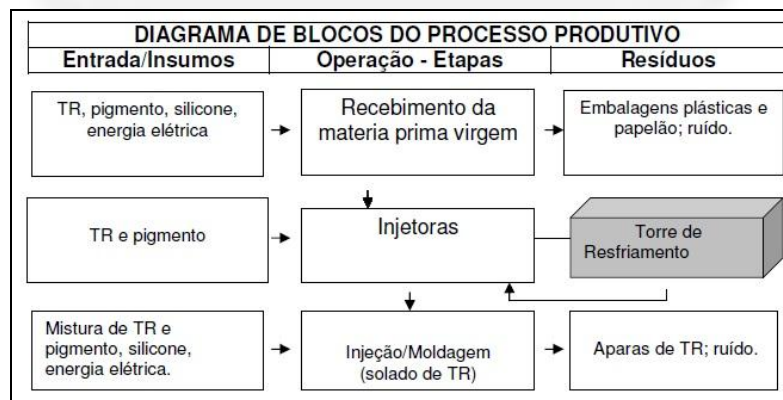 DIAGRAMA DE BLOCOS DO PROCESSO PRODUTIVO
Entrada/Insumos
Operação - Etapas
Resíduos
TR, pigmento, silicone,
energia elétrica
Recebimento da
materia prima virgem
Embalagens plásticas e
papelão; ruído.
TR e pigmento
Injetoras
Torre de
Resfriamento
Mistura de TR e
pigmento, silicone,
energia elétrica.
Injeção/Moldagem
(solado de TR)
Aparas de TR; ruído.